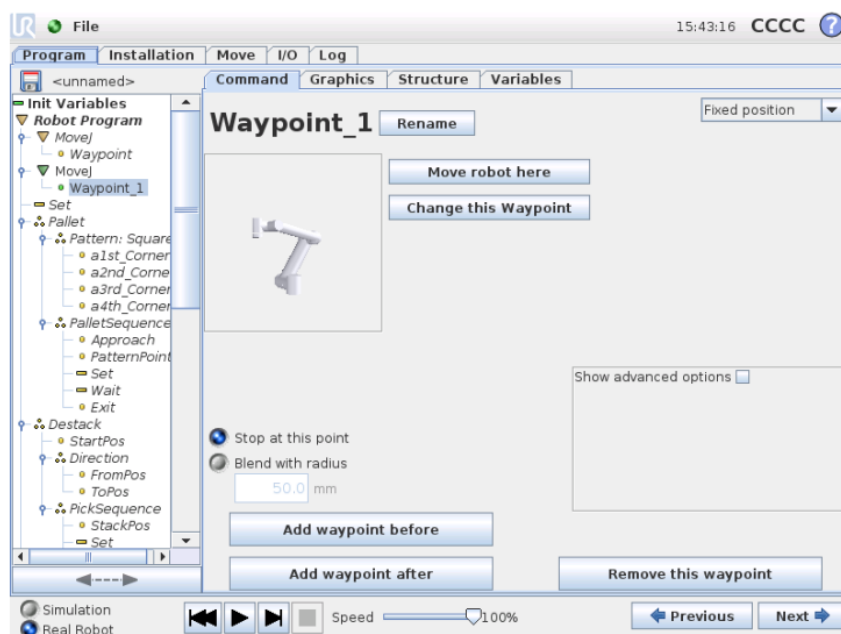 UR File 15:43:16 CCCC ?
Program Installation Move I/O Log
<unnamed>
Command Graphics Structure Variables
Init Variables
Robot Program
MoveJ
Waypoint
MoveJ
Waypoint_1
Set
Pallet
Pattern: Square
a1st_Corner
a2nd_Corne
a3rd_Corner
a4th_Corner
PalletSequence
Approach
PatternPoint
Set
Wait
Exit
Destack
StartPos
Direction
FromPos
ToPos
PickSequence
StackPos
Set
Waypoint_1 Rename
Fixed position
Move robot here
Change this Waypoint
Show advanced options
Stop at this point
Blend with radius
50.0 mm
Add waypoint before
Add waypoint after
Remove this waypoint
Simulation
Real Robot
Speed 100%
Previous Next